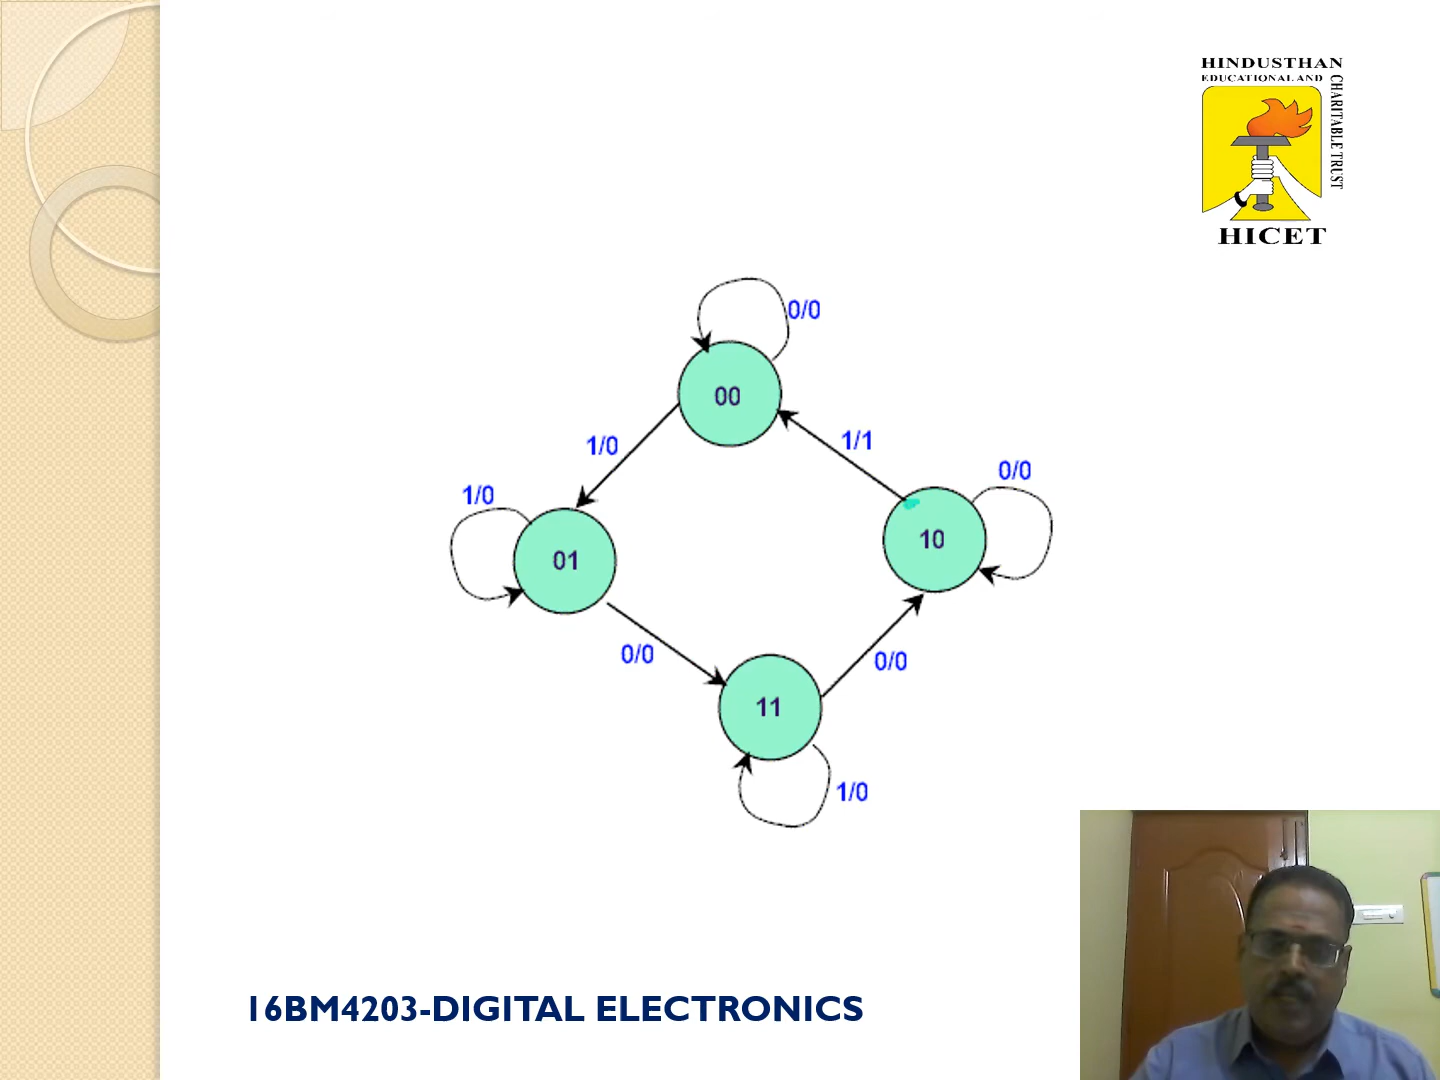 HINDUSTHAN
EDUCATIONAL AND
CHARITABLE TRUST
HICET
0/0
00
1/0
1/1
0/0
1/0
01
10
0/0
0/0
11
1/0
16BM4203-DIGITAL ELECTRONICS